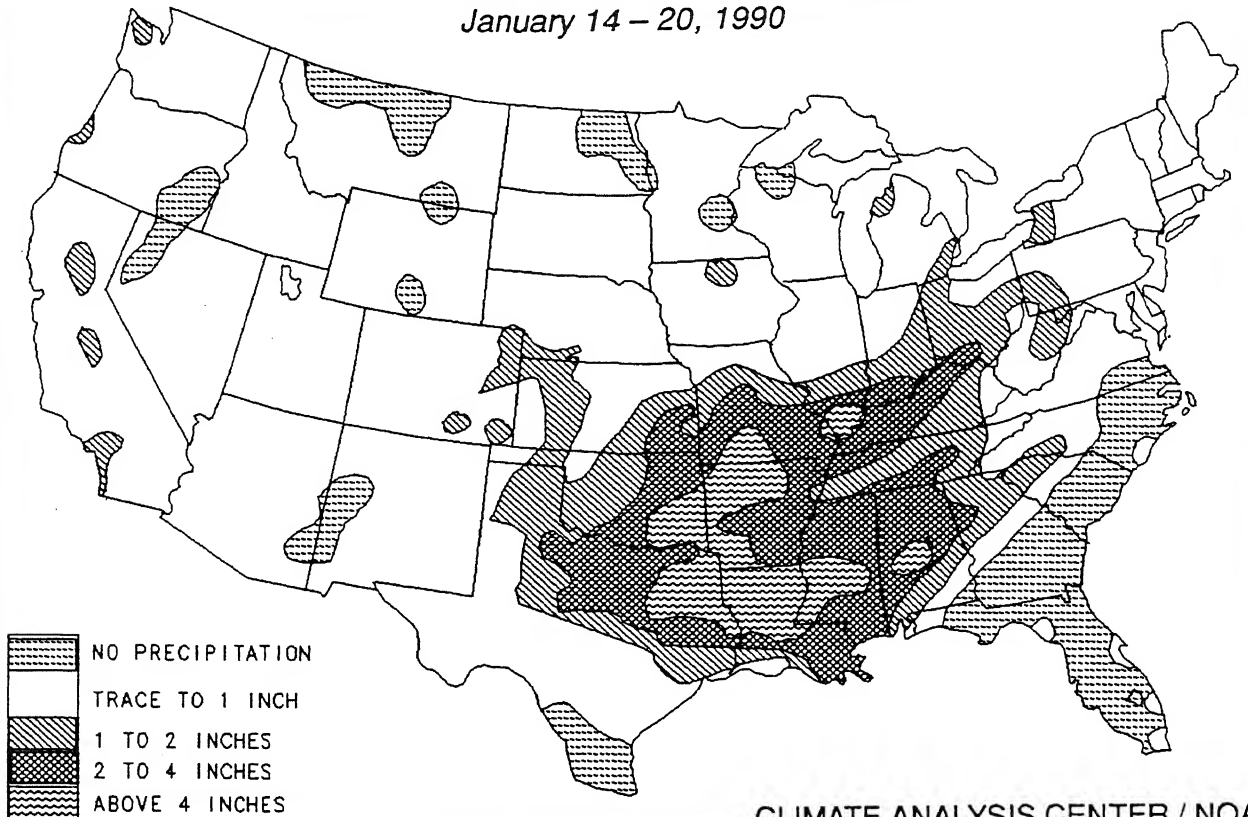 January 14 – 20, 1990
NO PRECIPITATION
TRACE TO 1 INCH
1 TO 2 INCHES
2 TO 4 INCHES
ABOVE 4 INCHES
CLIMATE ANALYSIS CENTER / NOA